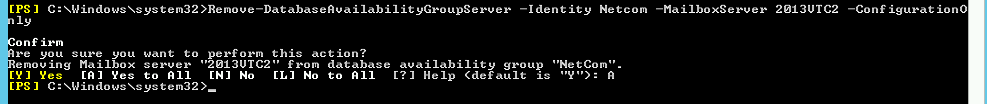 [PS] C:\Windows\system32>Remove-DatabaseAvailabilityGroupServer -Identity Netcom -MailboxServer 2013VTC2 -ConfigurationO
nly
Confirm
Are you sure you want to perform this action?
Removing Mailbox server "2013VTC2" from database availability group "NetCom".
[Y] Yes  [A] Yes to All  [N] No  [L] No to All  [?] Help (default is "Y"): A
[PS] C:\Windows\system32>_